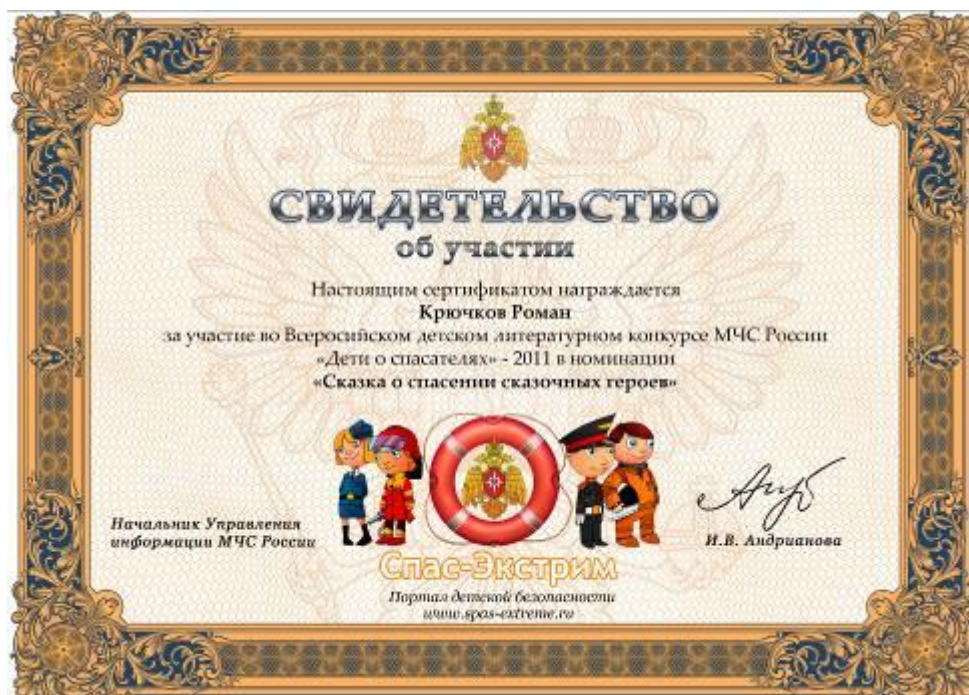 СВИДЕТЕЛЬСТВО
об участии
Настоящим сертификатом награждается
Крючков Роман
за участие во Всеросийском детском литературном конкурсе МЧС России
«Дети о спасателях» - 2011 в номинации
«Сказка о спасении сказочных героев»
Начальник Управления
информации МЧС России
И.В. Андрианова
Спас-Экстрим
Портал детской безопасности
www.spas-extreme.ru